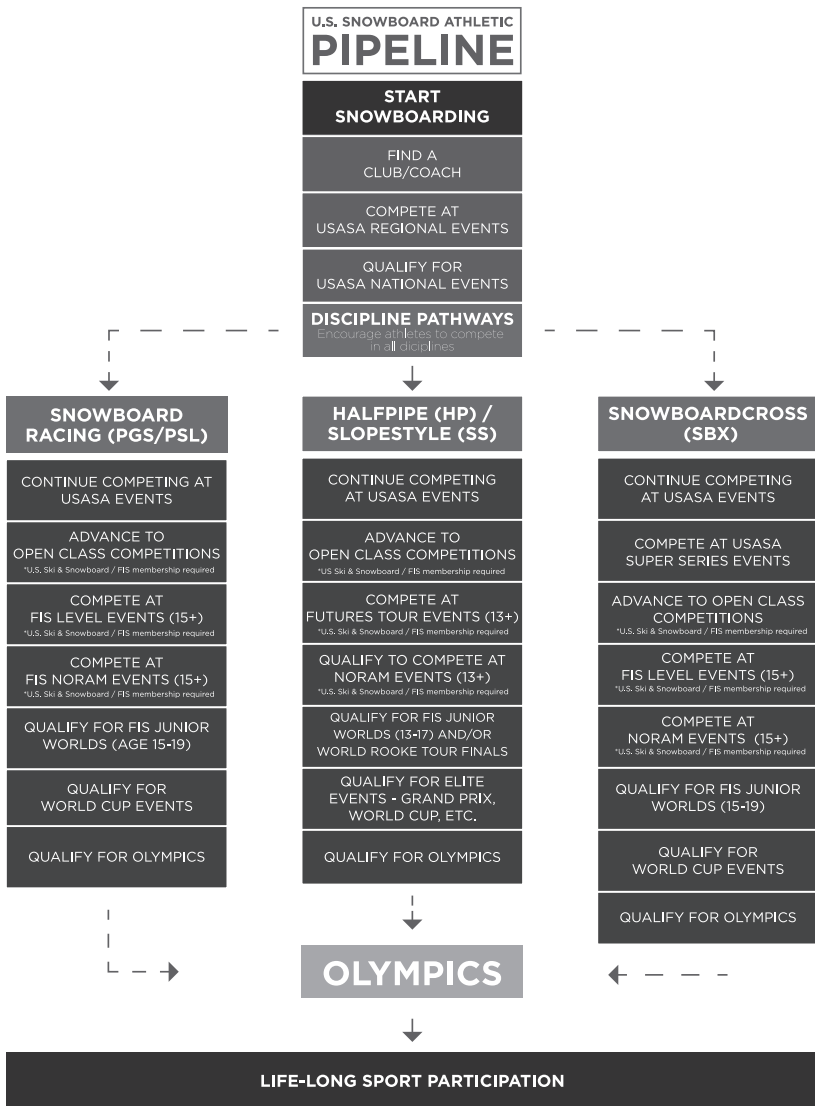 U.S. SNOWBOARD ATHLETIC
PIPELINE
START
SNOWBOARDING
FIND A
CLUB/COACH
COMPETE AT
USASA REGIONAL EVENTS
QUALIFY FOR
USASA NATIONAL EVENTS
DISCIPLINE PATHWAYS
Encourage athletes to compete
in all diciplines
SNOWBOARD
RACING (PGS/PSL)
CONTINUE COMPETING AT
USASA EVENTS
ADVANCE TO
OPEN CLASS COMPETITIONS
*U.S. Ski & Snowboard / FIS membership required
COMPETE AT
FIS LEVEL EVENTS (15+)
*U.S. Ski & Snowboard / FIS membership required
COMPETE AT
FIS NORAM EVENTS (15+)
*U.S. Ski & Snowboard / FIS membership required
QUALIFY FOR FIS JUNIOR
WORLDS (AGE 15-19)
QUALIFY FOR
WORLD CUP EVENTS
QUALIFY FOR OLYMPICS
HALFPIPE (HP) /
SLOPESTYLE (SS)
CONTINUE COMPETING
AT USASA EVENTS
ADVANCE TO
OPEN CLASS COMPETITIONS
*US Ski & Snowboard / FIS membership required
COMPETE AT
FUTURES TOUR EVENTS (13+)
*U.S. Ski & Snowboard / FIS membership required
QUALIFY TO COMPETE AT
NORAM EVENTS (13+)
*U.S. Ski & Snowboard / FIS membership required
QUALIFY FOR FIS JUNIOR
WORLDS (13-17) AND/OR
WORLD ROOKE TOUR FINALS
QUALIFY FOR ELITE
EVENTS - GRAND PRIX,
WORLD CUP, ETC.
QUALIFY FOR OLYMPICS
SNOWBOARDCROSS
(SBX)
CONTINUE COMPETING
AT USASA EVENTS
COMPETE AT USASA
SUPER SERIES EVENTS
ADVANCE TO OPEN CLASS
COMPETITIONS
*U.S. Ski & Snowboard / FIS membership required
COMPETE AT
FIS LEVEL EVENTS (15+)
*U.S. Ski & Snowboard / FIS membership required
COMPETE AT
NORAM EVENTS (15+)
*U.S. Ski & Snowboard / FIS membership required
QUALIFY FOR FIS JUNIOR
WORLDS (15-19)
QUALIFY FOR
WORLD CUP EVENTS
QUALIFY FOR OLYMPICS
OLYMPICS
LIFE-LONG SPORT PARTICIPATION